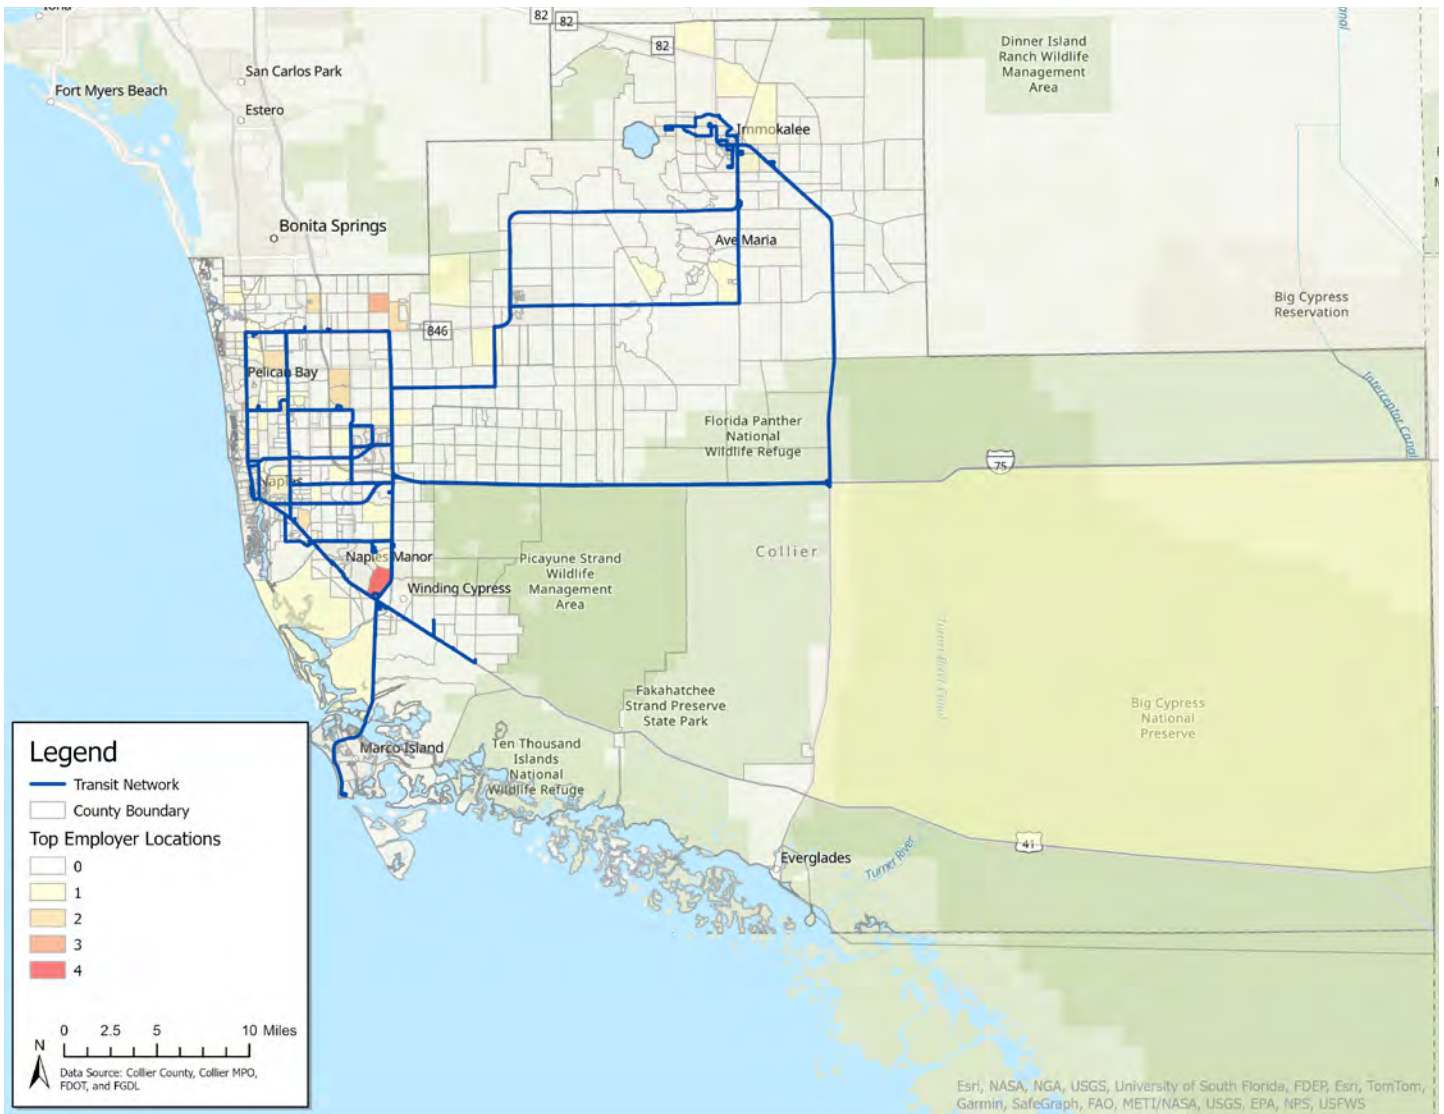 Iona
82
82
82
San Carlos Park
Fort Myers Beach
Estero
Dinner Island
Ranch Wildlife
Management
Area
Immokalee
Bonita Springs
Ave Maria
Big Cypress
Reservation
846
Pelican Bay
Interceptor Canal
Florida Panther
National
Wildlife Refuge
75
Naples
Collier
Naples Manor
Picayune Strand
Wildlife
Management
Area
Winding Cypress
Turner River Canal
Fakahatchee
Strand Preserve
State Park
Big Cypress
National
Preserve
Marco Island
Ten Thousand
Islands
National
Wildlife Refuge
41
Everglades
Turner River
Legend
Transit Network
County Boundary
Top Employer Locations
0
1
2
3
4
0 2.5 5 10 Miles
N
Data Source: Collier County, Collier MPO,
FDOT, and FGDL
Esri, NASA, NGA, USGS, University of South Florida, FDEP, Esri, TomTom,
Garmin, SafeGraph, FAO, METI/NASA, USGS, EPA, NPS, USFWS